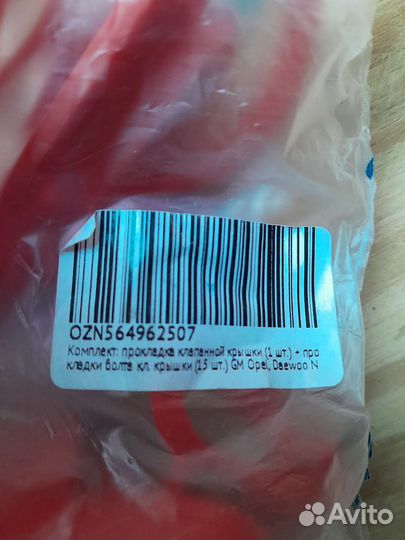 OZN564962507
Комплект: прокладка клапанной крышки (1 шт.) + про
кладки болта кл. крышки (15 шт.) GM Opel, Daewoo N
Avito